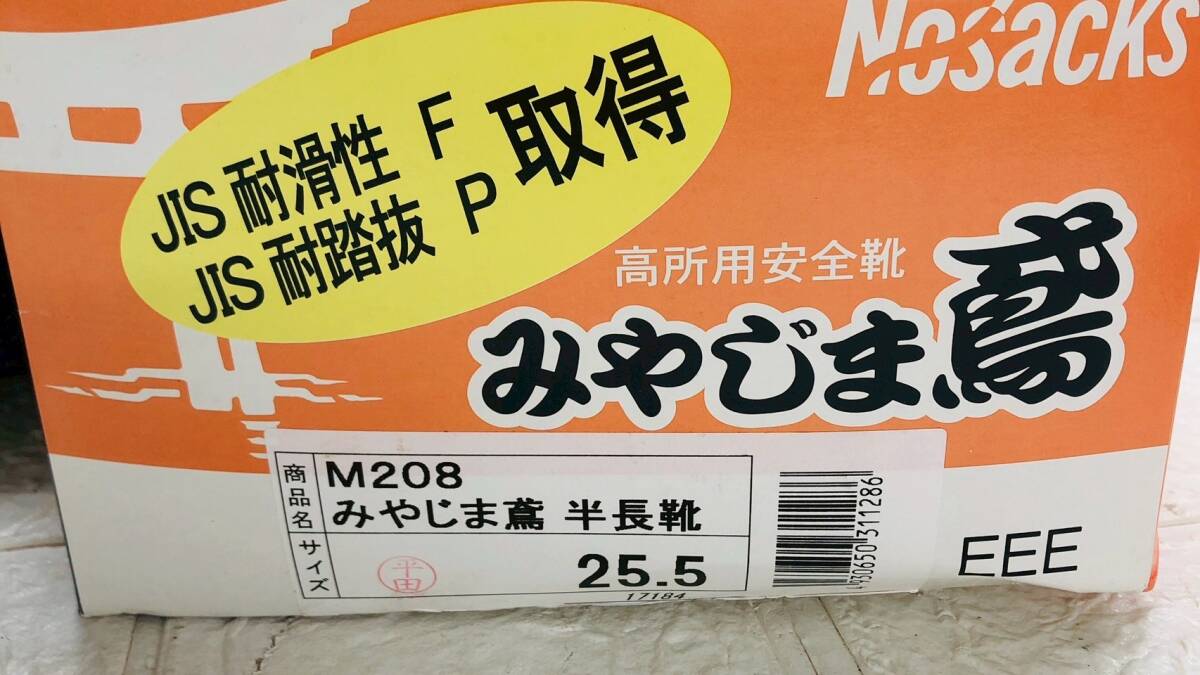 Nosacks
JIS 耐滑性 F
JIS 耐踏抜 P
取得
高所用安全靴
みやじま鳶
商品名
M208
みやじま鳶 半長靴
サイズ
平田
25.5
17184
4930650311286
EEE